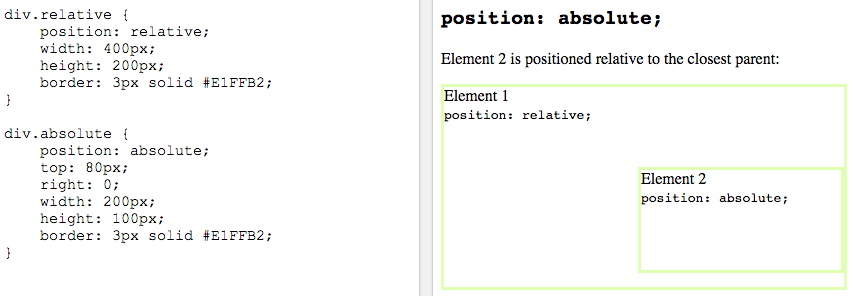 div.relative {
    position: relative;
    width: 400px;
    height: 200px;
    border: 3px solid #E1FFB2;
}
div.absolute {
    position: absolute;
    top: 80px;
    right: 0;
    width: 200px;
    height: 100px;
    border: 3px solid #E1FFB2;
}
position: absolute;
Element 2 is positioned relative to the closest parent:
Element 1
position: relative;
Element 2
position: absolute;